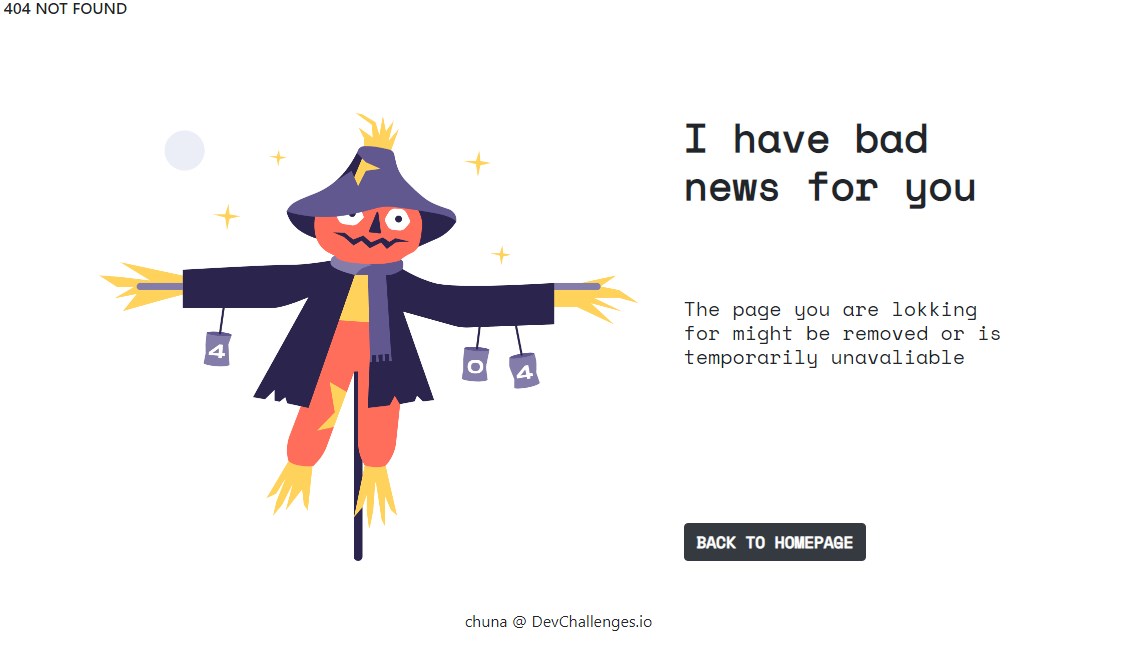 404 NOT FOUND
I have bad
news for you
The page you are lokking
for might be removed or is
temporarily unavaliable
4
0
4
BACK TO HOMEPAGE
chuna @ DevChallenges.io